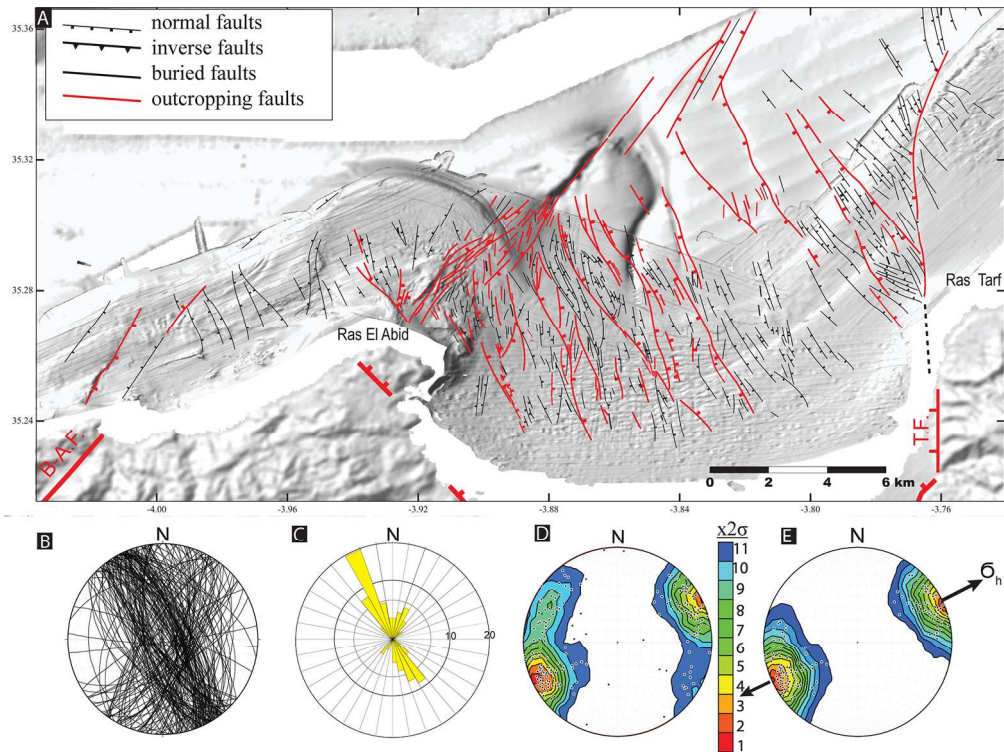 A
normal faults
inverse faults
buried faults
outcropping faults
35.36
35.32
35.28
35.24
Ras Tarf
Ras El Abid
B.A.F
T.F.
0 2 4 6 km
-4.00 -3.96 -3.92 -3.88 -3.84 -3.80 -3.76
B N
C N
10 20
D N
x2σ
11
10
9
8
7
6
5
4
3
2
1
E N
σh